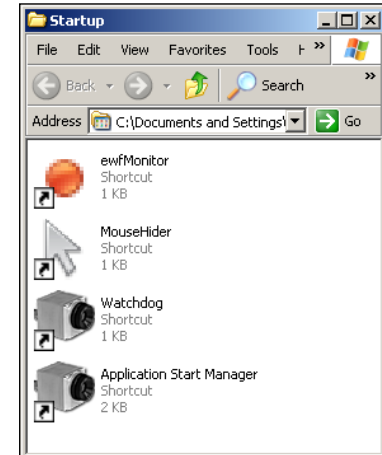 Startup
File Edit View Favorites Tools H »
Back Search »
Address C:\Documents and Settings\ Go
ewfMonitor
Shortcut
1 KB
MouseHider
Shortcut
1 KB
Watchdog
Shortcut
1 KB
Application Start Manager
Shortcut
2 KB